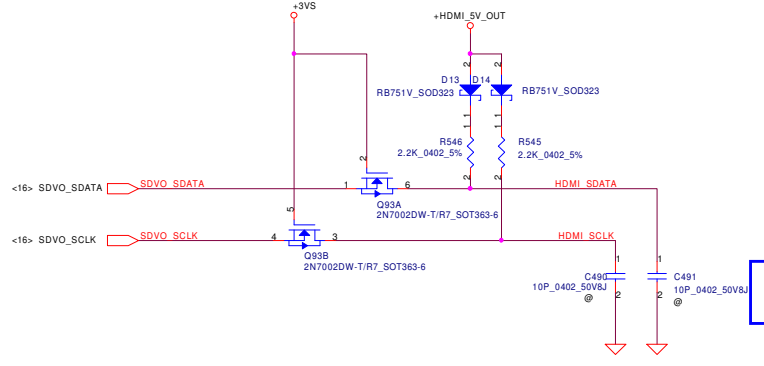 +3VS
+HDMI_5V_OUT
2
2
D13
D14
RB751V_SOD323
RB751V_SOD323
1
1
1
1
R546
2.2K_0402_5%
R545
2.2K_0402_5%
2
2
2
<16> SDVO_SDATA
SDVO_SDATA
1
6
HDMI_SDATA
Q93A
2N7002DW-T/R7_SOT363-6
5
<16> SDVO_SCLK
SDVO_SCLK
4
3
HDMI_SCLK
Q93B
2N7002DW-T/R7_SOT363-6
1
1
C490
10P_0402_50V8J
@
2
C491
10P_0402_50V8J
@
2